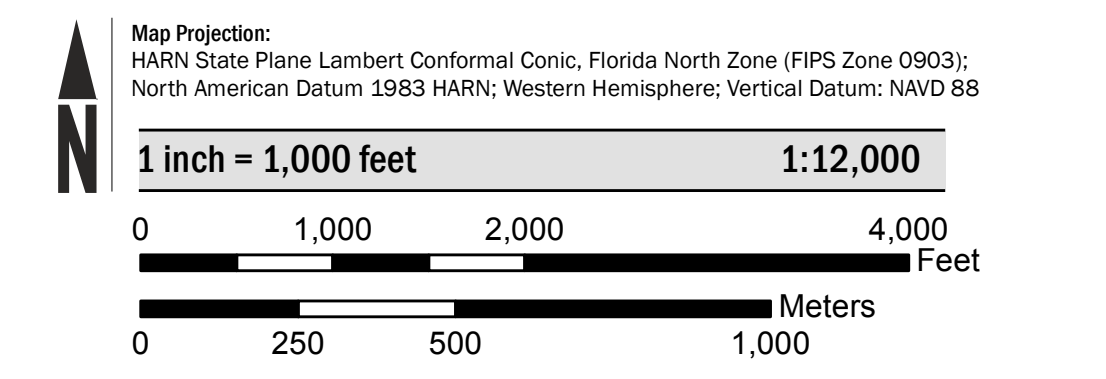 Map Projection:
HARN State Plane Lambert Conformal Conic, Florida North Zone (FIPS Zone 0903);
North American Datum 1983 HARN; Western Hemisphere; Vertical Datum: NAVD 88
N
1 inch = 1,000 feet 1:12,000
0 1,000 2,000 4,000
Feet
Meters
0 250 500 1,000